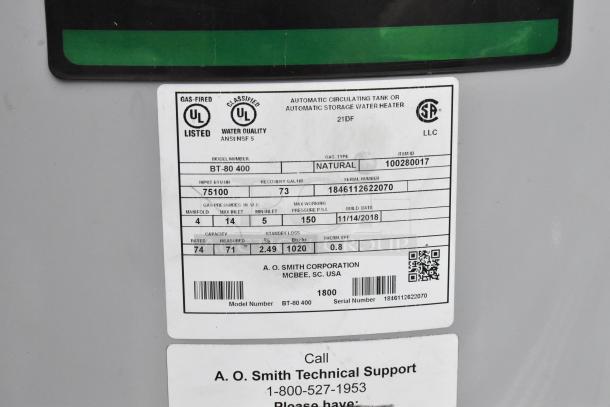 GAS-FIRED
UL
LISTED
CLASSIFIED
UL
WATER QUALITY
ANSI NSF 5
AUTOMATIC CIRCULATING TANK OR
AUTOMATIC STORAGE WATER HEATER
21DF
LLC
MODEL NUMBER GAS TYPE ITEM ID
BT-80 400 NATURAL 100280017
INPUT BTU/HR RECOVERY GAL/HR SERIAL NUMBER
75100 73 1846112622070
GAS PRESSURES IN W.C. MAX WORKING
MANIFOLD MAX INLET MIN INLET PRESSURE P.S.I. BUILD DATE
4 14 5 150 11/14/2018
CAPACITY STANDBY LOSS
RATED MEASURED % Btu/hr THERM. EFF
74 71 2.49 1020 0.8
A. O. SMITH CORPORATION
MCBEE, SC. USA
1800
Model Number BT-80 400 Serial Number 1846112622070
Call
A. O. Smith Technical Support
1-800-527-1953
Please have: